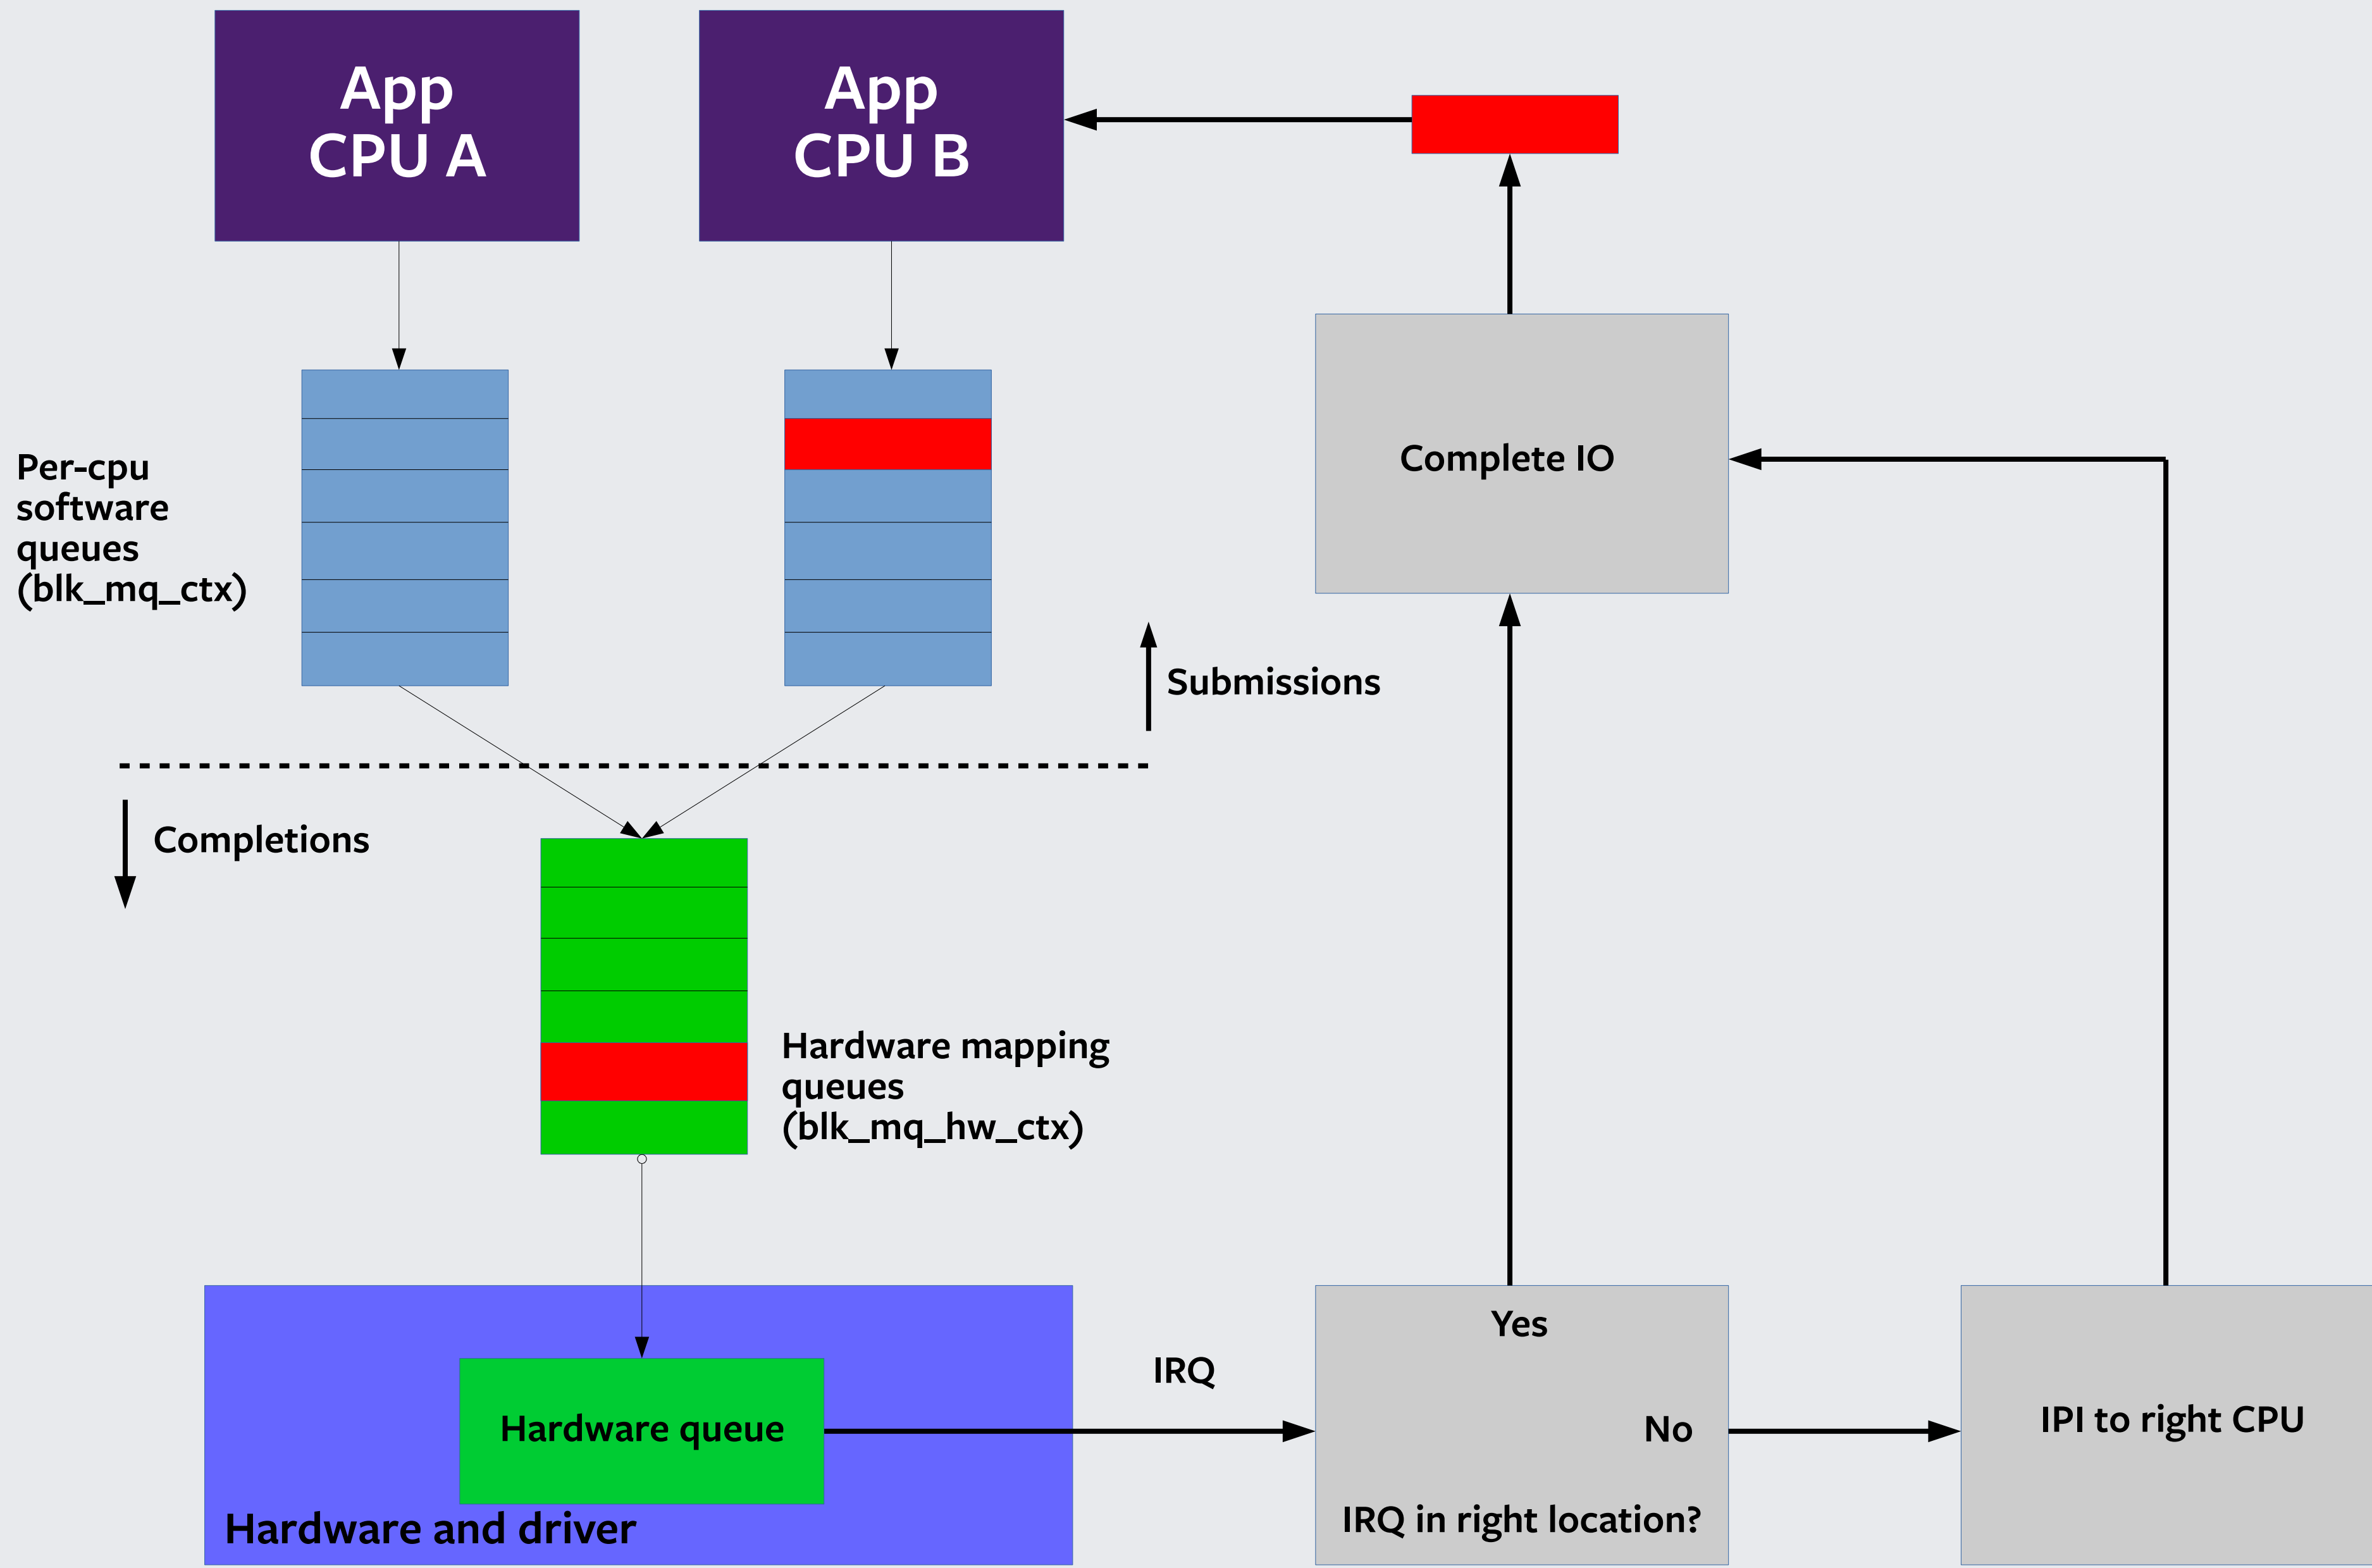 App
CPU A
App
CPU B
Per-cpu
software
queues
(blk_mq_ctx)
Complete IO
Submissions
Completions
Hardware mapping
queues
(blk_mq_hw_ctx)
Hardware queue
Hardware and driver
IRQ
Yes
No
IRQ in right location?
IPI to right CPU